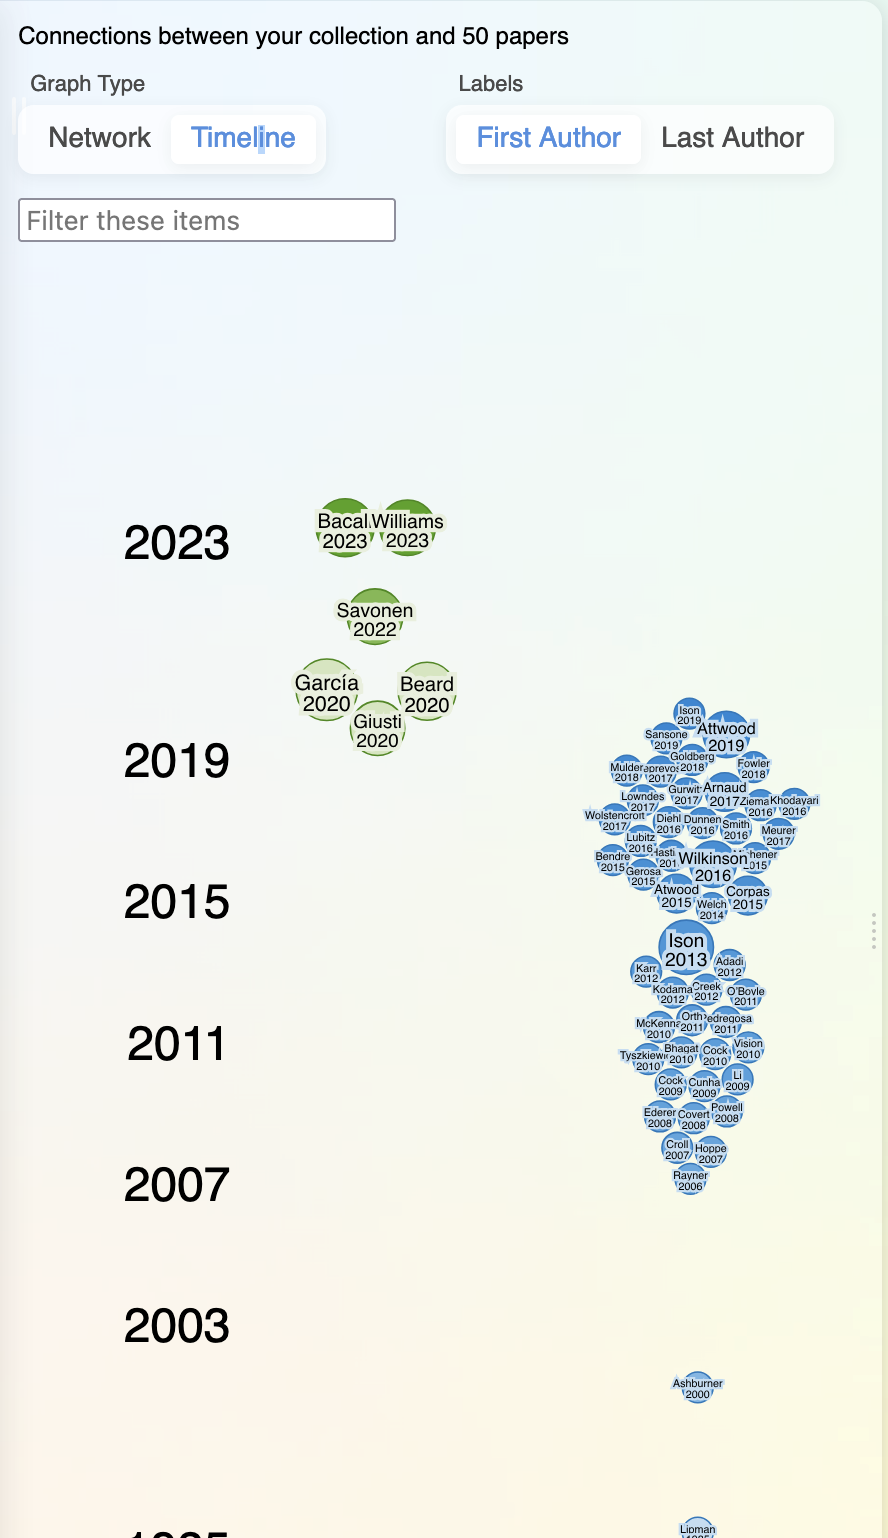 Connections between your collection and 50 papers
Graph Type
Labels
Network
Timeline
First Author
Last Author
Filter these items
2023
Williams
2023
2023
Savonen
2022
García
2020
Beard
2020
Giusti
2020
2019
Ison
2019
Attwood
2019
Sansone
2019
Goldberg
2018
Mulder
2018
2017
Fowler
2018
Lowndes
2017
2017
Arnaud
2017
2016
Khodayari
2016
Wolstencroft
2017
Diehl
2016
Dunnen
2016
Smith
2016
Meurer
2017
Lubitz
2016
Bendre
2015
Wilkinson
2016
Gerosa
2015
Atwood
2015
Corpas
2015
Welch
2014
2015
Ison
2013
Karr
2012
Adadi
2012
Kodama
2012
Creek
2012
O'Boyle
2011
McKenna
2010
Orth
2011
2011
2011
2010
Bhagat
2010
Cock
2010
Vision
2010
Cock
2009
Cunha
2009
Li
2009
Ederer
2008
Covert
2008
Powell
2008
Croll
2007
Hoppe
2007
Rayner
2006
2007
2003
Ashburner
2000
Lipman